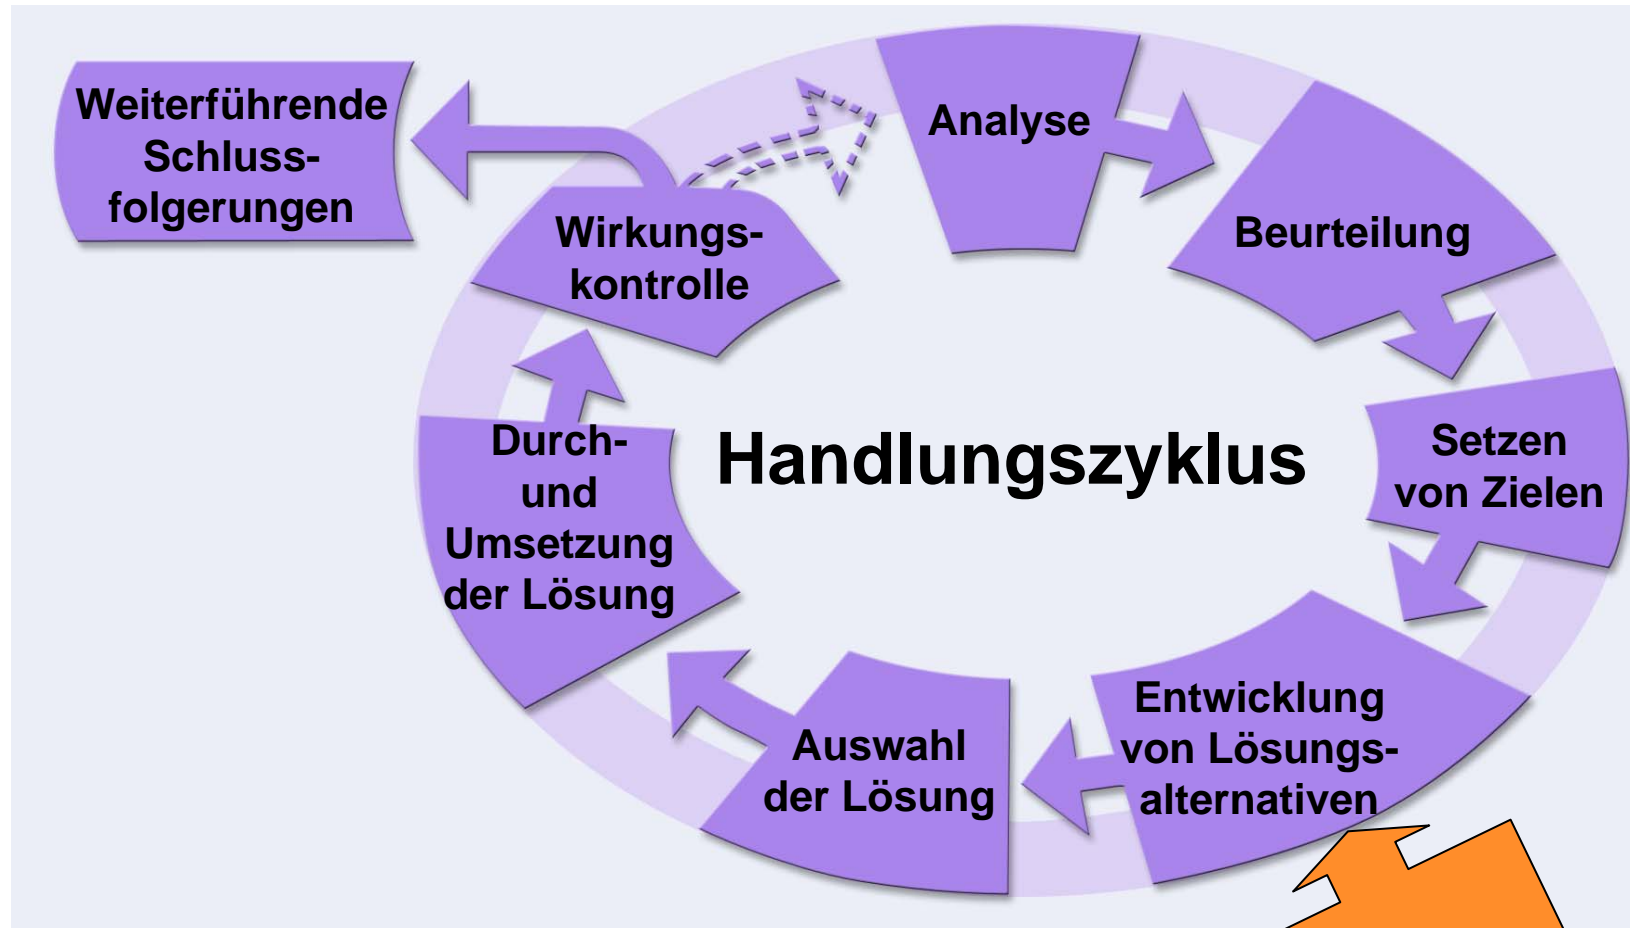 Weiterführende
Schluss-
folgerungen
Analyse
Beurteilung
Setzen
von Zielen
Entwicklung
von Lösungs-
alternativen
Auswahl
der Lösung
Durch-
und
Umsetzung
der Lösung
Wirkungs-
kontrolle
Handlungszyklus